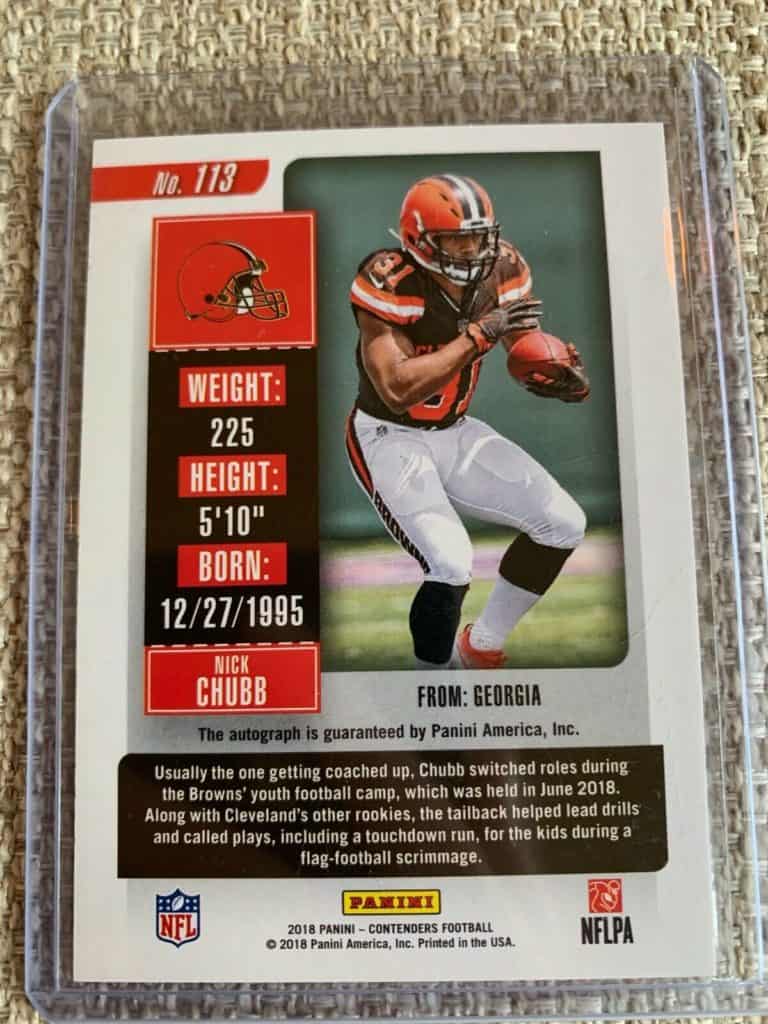 No. 113
31
31
BROWNS
WEIGHT:
225
HEIGHT:
5'10"
BORN:
12/27/1995
NICK
CHUBB
FROM: GEORGIA
The autograph is guaranteed by Panini America, Inc.
Usually the one getting coached up, Chubb switched roles during
the Browns' youth football camp, which was held in June 2018.
Along with Cleveland's other rookies, the tailback helped lead drills
and called plays, including a touchdown run, for the kids during a
flag-football scrimmage.
NFL
PANINI
NFLPA
2018 PANINI – CONTENDERS FOOTBALL
© 2018 Panini America, Inc. Printed in the USA.